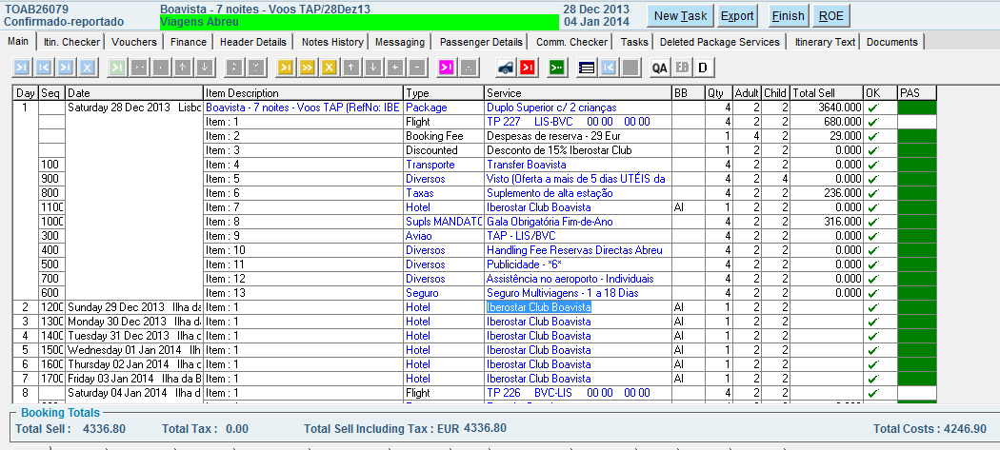 TOAB26079 Boavista - 7 noites - Voos TAP/28Dez13 28 Dec 2013 New Task Export Finish ROE
Confirmado-reportado Viagens Abreu 04 Jan 2014
Main Itin. Checker Vouchers Finance Header Details Notes History Messaging Passenger Details Comm. Checker Tasks Deleted Package Services Itinerary Text Documents
QA EB D
Day Seq Date Item Description Type Service BB Qty Adult Child Total Sell OK PAS
1 Saturday 28 Dec 2013 Lisbo Boavista - 7 noites - Voos TAP (RefNo: IBE Package Duplo Superior c/ 2 crianças 4 2 2 3640.000
Item : 1 Flight TP 227 LIS-BVC 00 00 00 00 4 2 2 680.000
Item : 2 Booking Fee Despesas de reserva - 29 Eur 1 2 2 29.000
Item : 3 Discounted Desconto de 15% Iberostar Club 1 4 2 0.000
100 Item : 4 Transporte Transfer Boavista 4 2 2 0.000
900 Item : 5 Diversos Visto (Oferta a mais de 5 dias UTÉIS da 4 2 4 0.000
800 Item : 6 Taxas Suplemento de alta estação 4 2 2 236.000
1100 Item : 7 Hotel Iberostar Club Boavista AI 1 2 2 0.000
1000 Item : 8 Supls MANDATO Gala Obrigatória Fim-de-Ano 4 2 2 316.000
300 Item : 9 Aviao TAP - LIS/BVC 4 2 2 0.000
400 Item : 10 Diversos Handling Fee Reservas Directas Abreu 4 2 2 0.000
500 Item : 11 Diversos Publicidade - *6* 4 2 2 0.000
700 Item : 12 Diversos Assistência no aeroporto - Individuais 4 2 2 0.000
600 Item : 13 Seguro Seguro Multiviagens - 1 a 18 Dias 4 2 2 0.000
2 1200 Sunday 29 Dec 2013 Ilha da Item : 1 Hotel Iberostar Club Boavista AI 1 2 2
3 1300 Monday 30 Dec 2013 Ilha d Item : 1 Hotel Iberostar Club Boavista AI 1 2 2
4 1400 Tuesday 31 Dec 2013 Ilha c Item : 1 Hotel Iberostar Club Boavista AI 1 2 2
5 1500 Wednesday 01 Jan 2014 Ilha Item : 1 Hotel Iberostar Club Boavista AI 1 2 2
6 1600 Thursday 02 Jan 2014 Ilha d Item : 1 Hotel Iberostar Club Boavista AI 1 2 2
7 1700 Friday 03 Jan 2014 Ilha da B Item : 1 Hotel Iberostar Club Boavista AI 1 2 2
8 Saturday 04 Jan 2014 Ilha d Item : 1 Flight TP 226 BVC-LIS 00 00 00 00 4 2 2
Booking Totals
Total Sell : 4336.80 Total Tax : 0.00 Total Sell Including Tax : EUR 4336.80 Total Costs : 4246.90